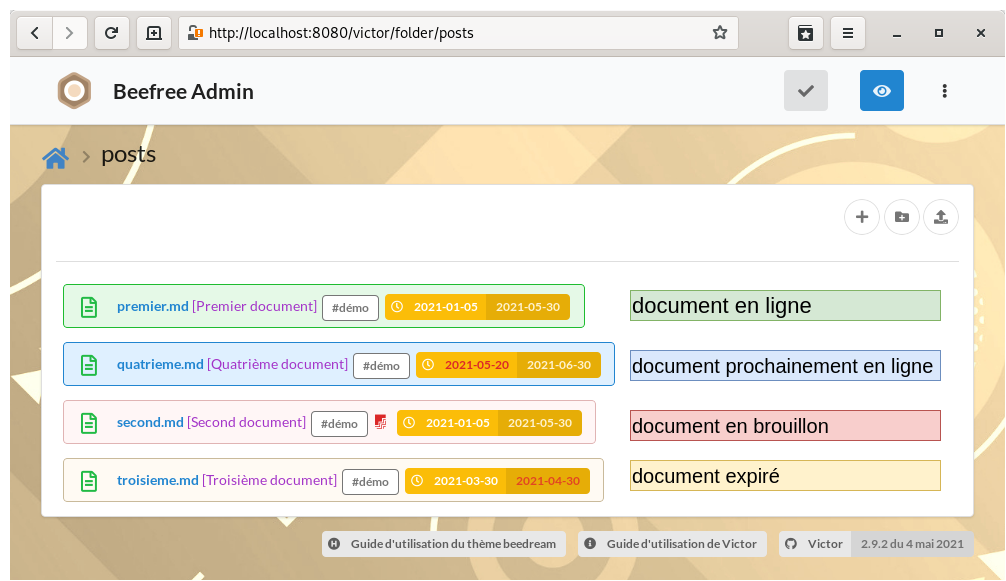 http://localhost:8080/victor/folder/posts
Beefree Admin
posts
premier.md [Premier document] #démo 2021-01-05 2021-05-30 document en ligne
quatrieme.md [Quatrième document] #démo 2021-05-20 2021-06-30 document prochainement en ligne
second.md [Second document] #démo 2021-01-05 2021-05-30 document en brouillon
troisieme.md [Troisième document] #démo 2021-03-30 2021-04-30 document expiré
Guide d'utilisation du thème beedream Guide d'utilisation de Victor Victor 2.9.2 du 4 mai 2021